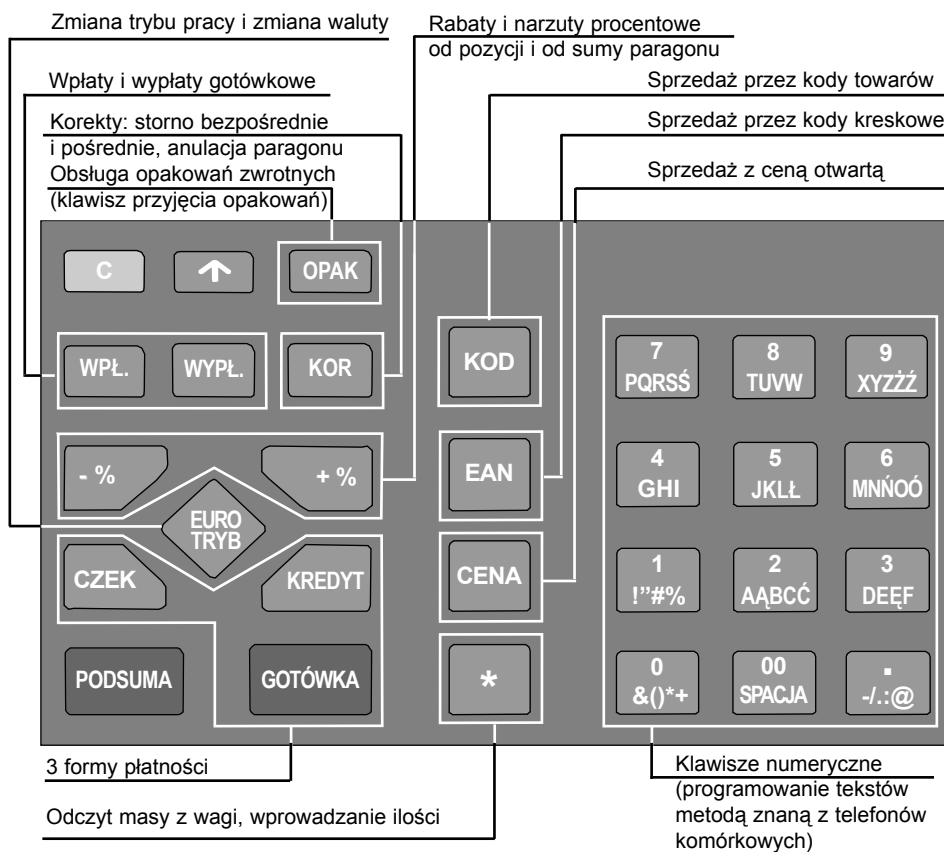 Zmiana trybu pracy i zmiana waluty
Rabaty i narzuty procentowe
od pozycji i od sumy paragonu
Wpłaty i wypłaty gotówkowe
Sprzedaż przez kody towarów
Korekty: storno bezpośrednie
i pośrednie, anulacja paragonu
Sprzedaż przez kody kreskowe
Obsługa opakowań zwrotnych
(klawisz przyjęcia opakowań)
Sprzedaż z ceną otwartą
C
OPAK
WPŁ.
WYPŁ.
KOR
KOD
7
PQRSŚ
8
TUVW
9
XYZŻŹ
- %
+ %
EAN
4
GHI
5
JKLŁ
6
MNŃOÓ
EURO
TRYB
CZEK
KREDYT
CENA
1
!”#%
2
AĄBCĆ
3
DEĘF
PODSUMA
GOTÓWKA
*
0
&()*+
00
SPACJA
.
-/.:@
3 formy płatności
Klawisze numeryczne
(programowanie tekstów
metodą znaną z telefonów
komórkowych)
Odczyt masy z wagi, wprowadzanie ilości